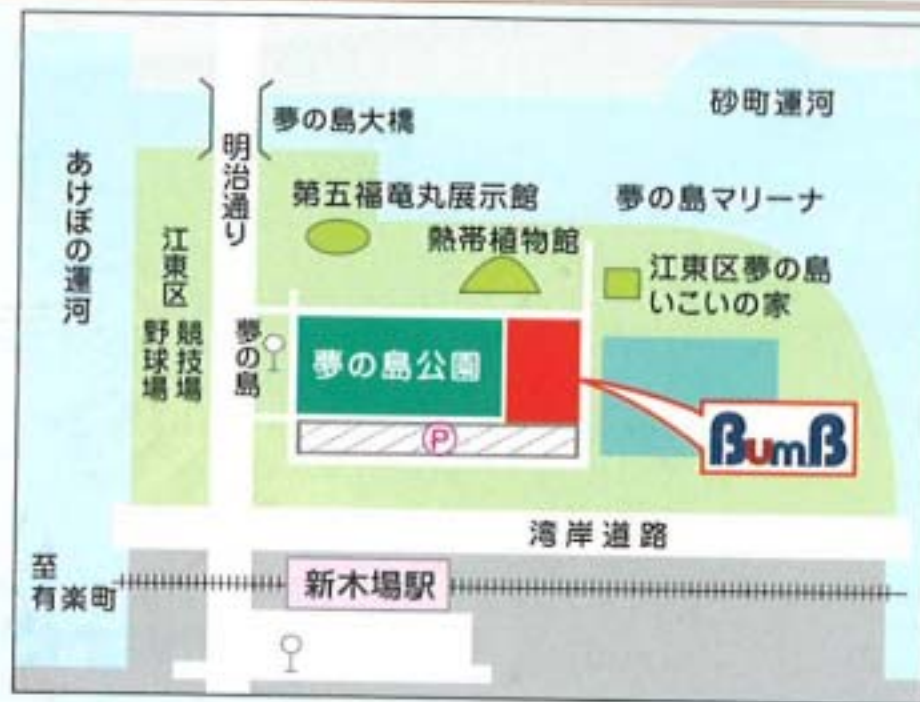 砂町運河
夢の島大橋
あけぼの運河
明治通り
第五福竜丸展示館
夢の島マリーナ
熱帯植物館
江東区
野球場
競技場
江東区夢の島
いこいの家
夢の島
夢の島公園
P
BumB
湾岸道路
至
有楽町
新木場駅